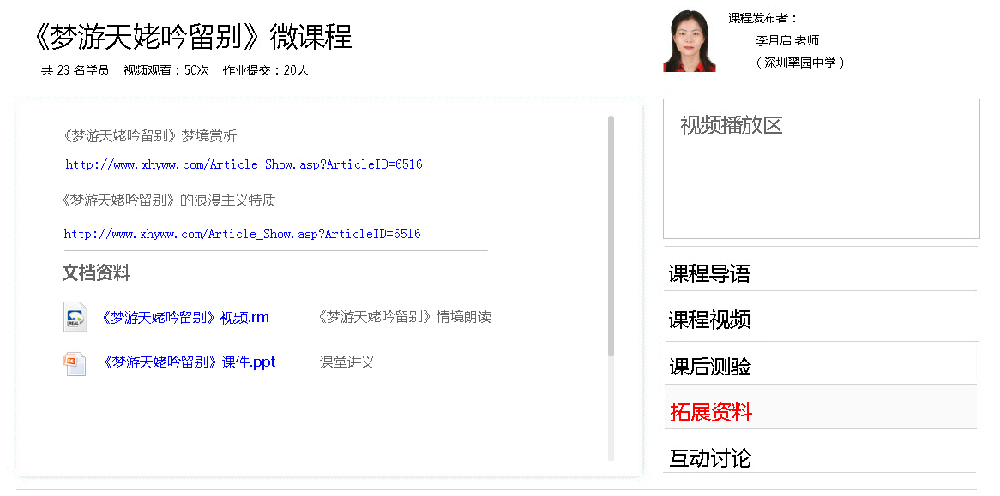 《梦游天姥吟留别》微课程
共 23 名学员 视频观看：50次 作业提交：20人
课程发布者：
李月启 老师
（ 深圳翠园中学 ）
《梦游天姥吟留别》梦境赏析
http://www.xhyww.com/Article_Show.asp?ArticleID=6516
《梦游天姥吟留别》的浪漫主义特质
http://www.xhyww.com/Article_Show.asp?ArticleID=6516
文档资料
REAL
《梦游天姥吟留别》视频.rm 《梦游天姥吟留别》情境朗读
《梦游天姥吟留别》课件.ppt 课堂讲义
视频播放区
课程导语
课程视频
课后测验
拓展资料
互动讨论